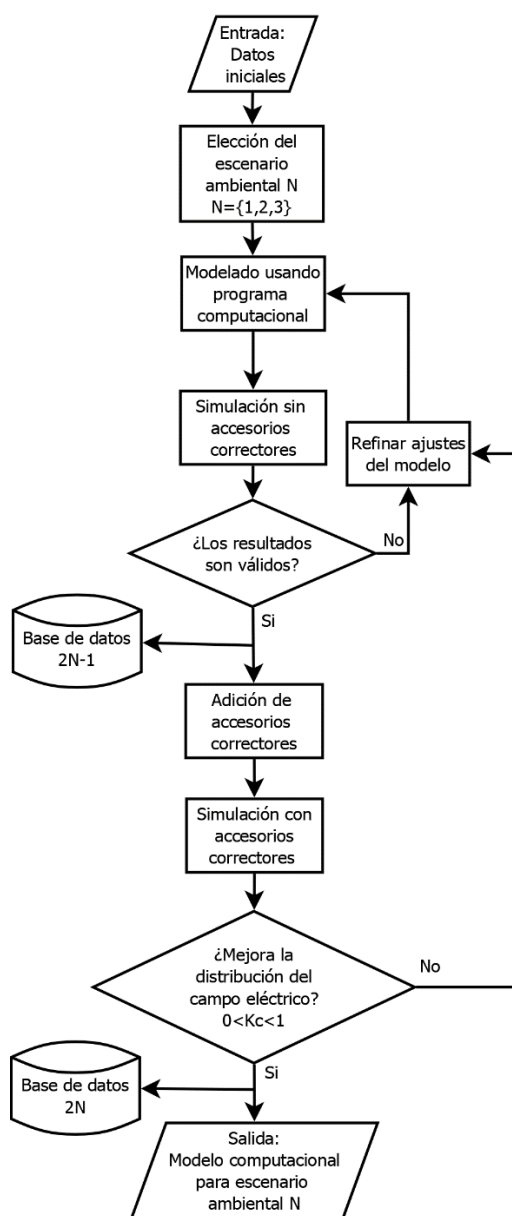 Entrada:
Datos
iniciales
Elección del
escenario
ambiental N
N={1,2,3}
Modelado usando
programa
computacional
Simulación sin
accesorios
correctores
Refinar ajustes
del modelo
¿Los resultados
son válidos?
No
Si
Base de datos
2N-1
Adición de
accesorios
correctores
Simulación con
accesorios
correctores
¿Mejora la
distribución del
campo eléctrico?
0<Kc<1
No
Si
Base de datos
2N
Salida:
Modelo computacional
para escenario
ambiental N